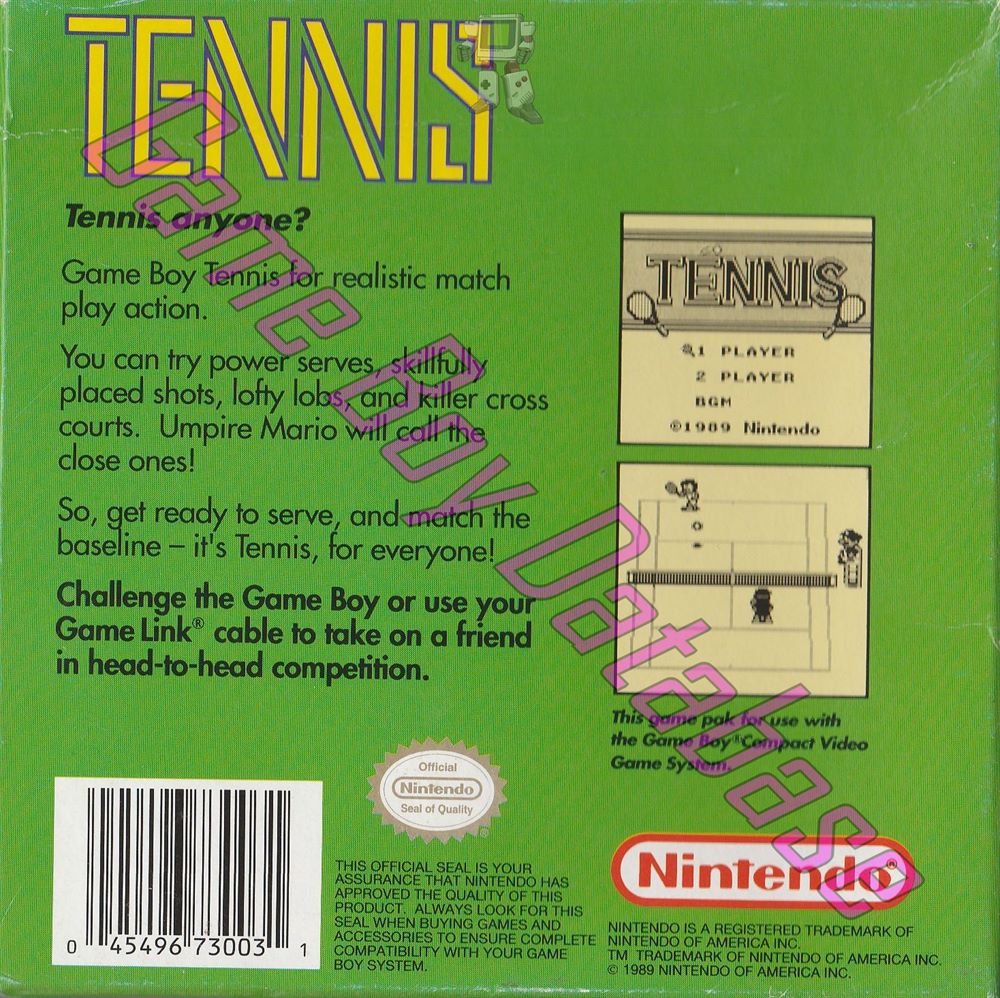 TENNIS
Tennis anyone?
Game Boy Tennis for realistic match
play action.
You can try power serves, skillfully
placed shots, lofty lobs, and killer cross
courts. Umpire Mario will call the
close ones!
So, get ready to serve, and match the
baseline – it's Tennis, for everyone!
Challenge the Game Boy or use your
Game Link® cable to take on a friend
in head-to-head competition.
TENNIS
1 PLAYER
2 PLAYER
BGM
©1989 Nintendo
This game pak for use with
the Game Boy® Compact Video
Game System.
Game Boy Database
0 45496 73003 1
Official
Nintendo
Seal of Quality
®
THIS OFFICIAL SEAL IS YOUR
ASSURANCE THAT NINTENDO HAS
APPROVED THE QUALITY OF THIS
PRODUCT. ALWAYS LOOK FOR THIS
SEAL WHEN BUYING GAMES AND
ACCESSORIES TO ENSURE COMPLETE
COMPATIBILITY WITH YOUR GAME
BOY SYSTEM.
Nintendo®
NINTENDO IS A REGISTERED TRADEMARK OF
NINTENDO OF AMERICA INC.
TM TRADEMARK OF NINTENDO OF AMERICA INC.
© 1989 NINTENDO OF AMERICA INC.